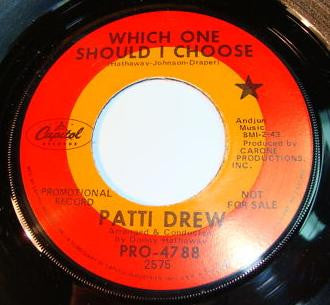 WHICH ONE
SHOULD I CHOOSE
(Hathaway-Johnson-Draper)
Capitol
Andjun
Music
BMI-2:43
Produced by
CARONE
PRODUCTIONS,
INC.
PROMOTIONAL
RECORD
NOT
FOR SALE
PATTI DREW
Arranged & Conducted
by Donny Hathaway
PRO-4788
2575